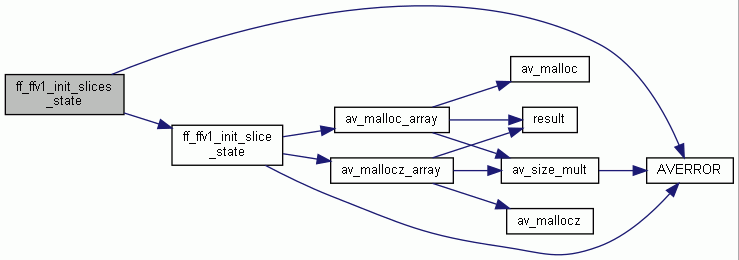 ff_ffv1_init_slices
_state
ff_ffv1_init_slice
_state
av_malloc_array
av_mallocz_array
av_malloc
result
av_size_mult
av_mallocz
AVERROR